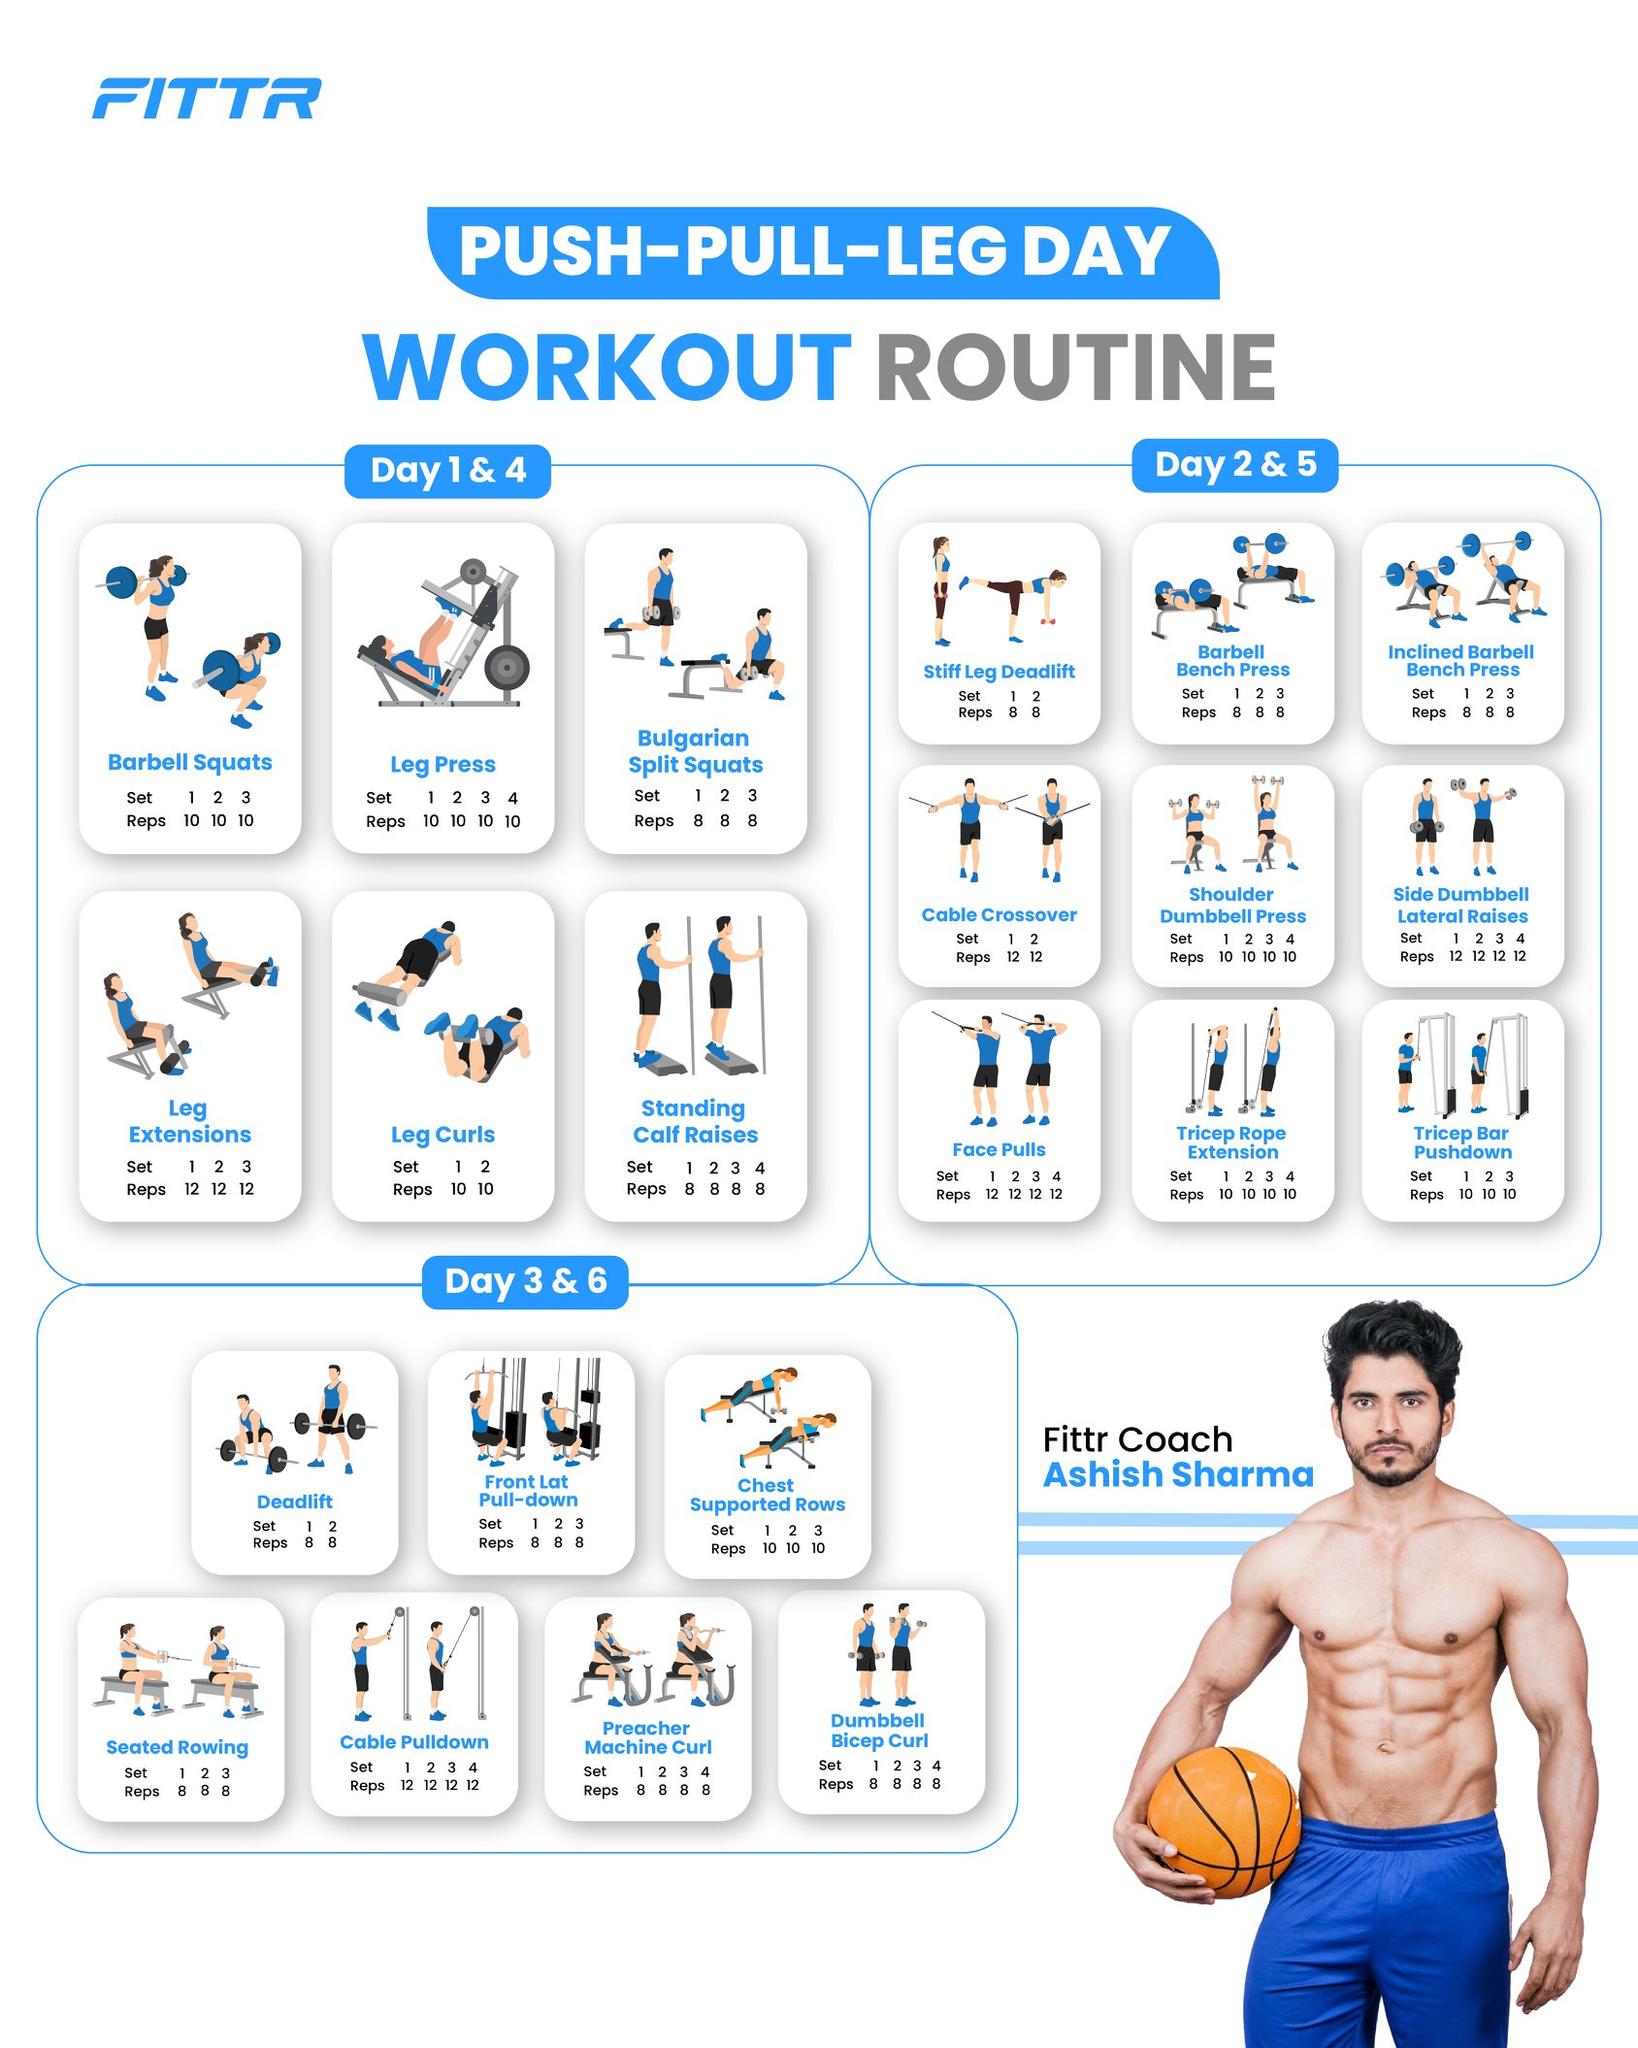 FITTR
PUSH-PULL-LEG DAY
WORKOUT ROUTINE
Day 1 & 4
Barbell Squats
Set 1 2 3
Reps 10 10 10
Leg Press
Set 1 2 3 4
Reps 10 10 10 10
Bulgarian
Split Squats
Set 1 2 3
Reps 8 8 8
Leg
Extensions
Set 1 2 3
Reps 12 12 12
Leg Curls
Set 1 2
Reps 10 10
Standing
Calf Raises
Set 1 2 3 4
Reps 8 8 8 8
Day 2 & 5
Stiff Leg Deadlift
Set 1 2
Reps 8 8
Barbell
Bench Press
Set 1 2 3
Reps 8 8 8
Inclined Barbell
Bench Press
Set 1 2 3
Reps 8 8 8
Cable Crossover
Set 1 2
Reps 12 12
Shoulder
Dumbbell Press
Set 1 2 3 4
Reps 10 10 10 10
Side Dumbbell
Lateral Raises
Set 1 2 3 4
Reps 12 12 12 12
Face Pulls
Set 1 2 3 4
Reps 12 12 12 12
Tricep Rope
Extension
Set 1 2 3 4
Reps 10 10 10 10
Tricep Bar
Pushdown
Set 1 2 3
Reps 10 10 10
Day 3 & 6
Deadlift
Set 1 2
Reps 8 8
Front Lat
Pull-down
Set 1 2 3
Reps 8 8 8
Chest
Supported Rows
Set 1 2 3
Reps 10 10 10
Seated Rowing
Set 1 2 3
Reps 8 8 8
Cable Pulldown
Set 1 2 3 4
Reps 12 12 12 12
Preacher
Machine Curl
Set 1 2 3 4
Reps 8 8 8 8
Dumbbell
Bicep Curl
Set 1 2 3 4
Reps 8 8 8 8
Fittr Coach
Ashish Sharma